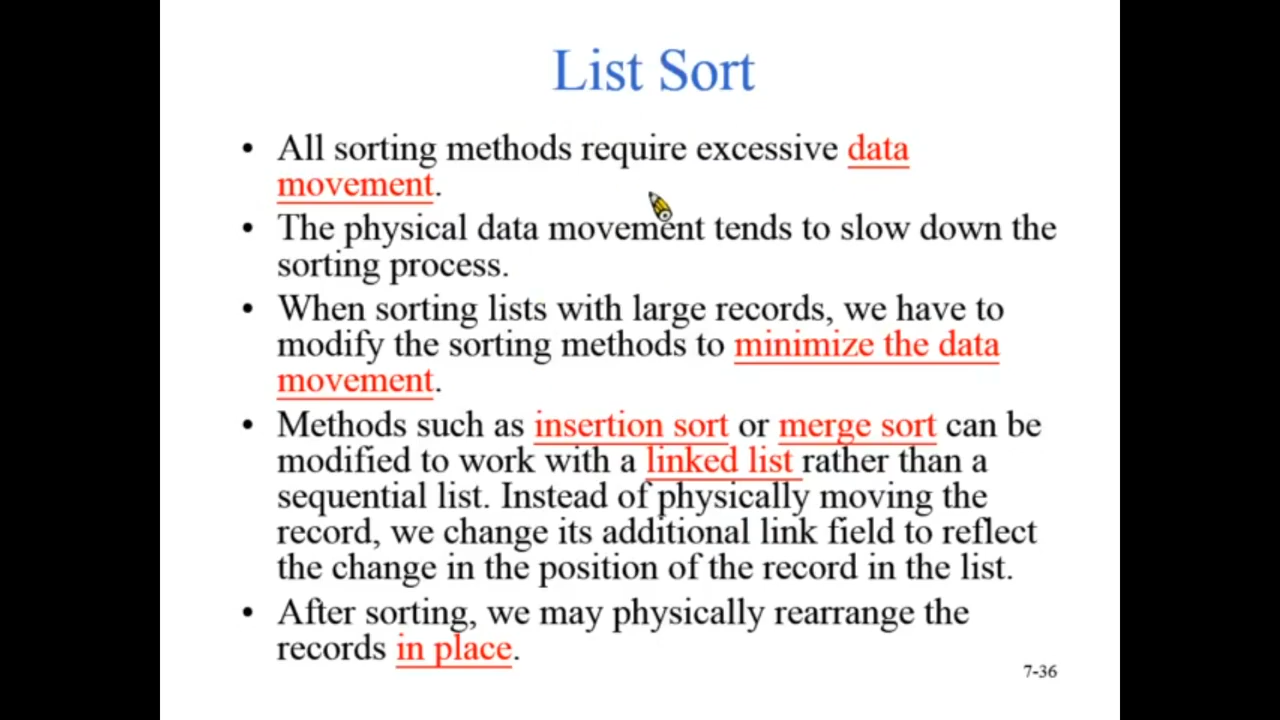 List Sort
• All sorting methods require excessive data
movement.
• The physical data movement tends to slow down the
sorting process.
• When sorting lists with large records, we have to
modify the sorting methods to minimize the data
movement.
• Methods such as insertion sort or merge sort can be
modified to work with a linked list rather than a
sequential list. Instead of physically moving the
record, we change its additional link field to reflect
the change in the position of the record in the list.
• After sorting, we may physically rearrange the
records in place.
7-36